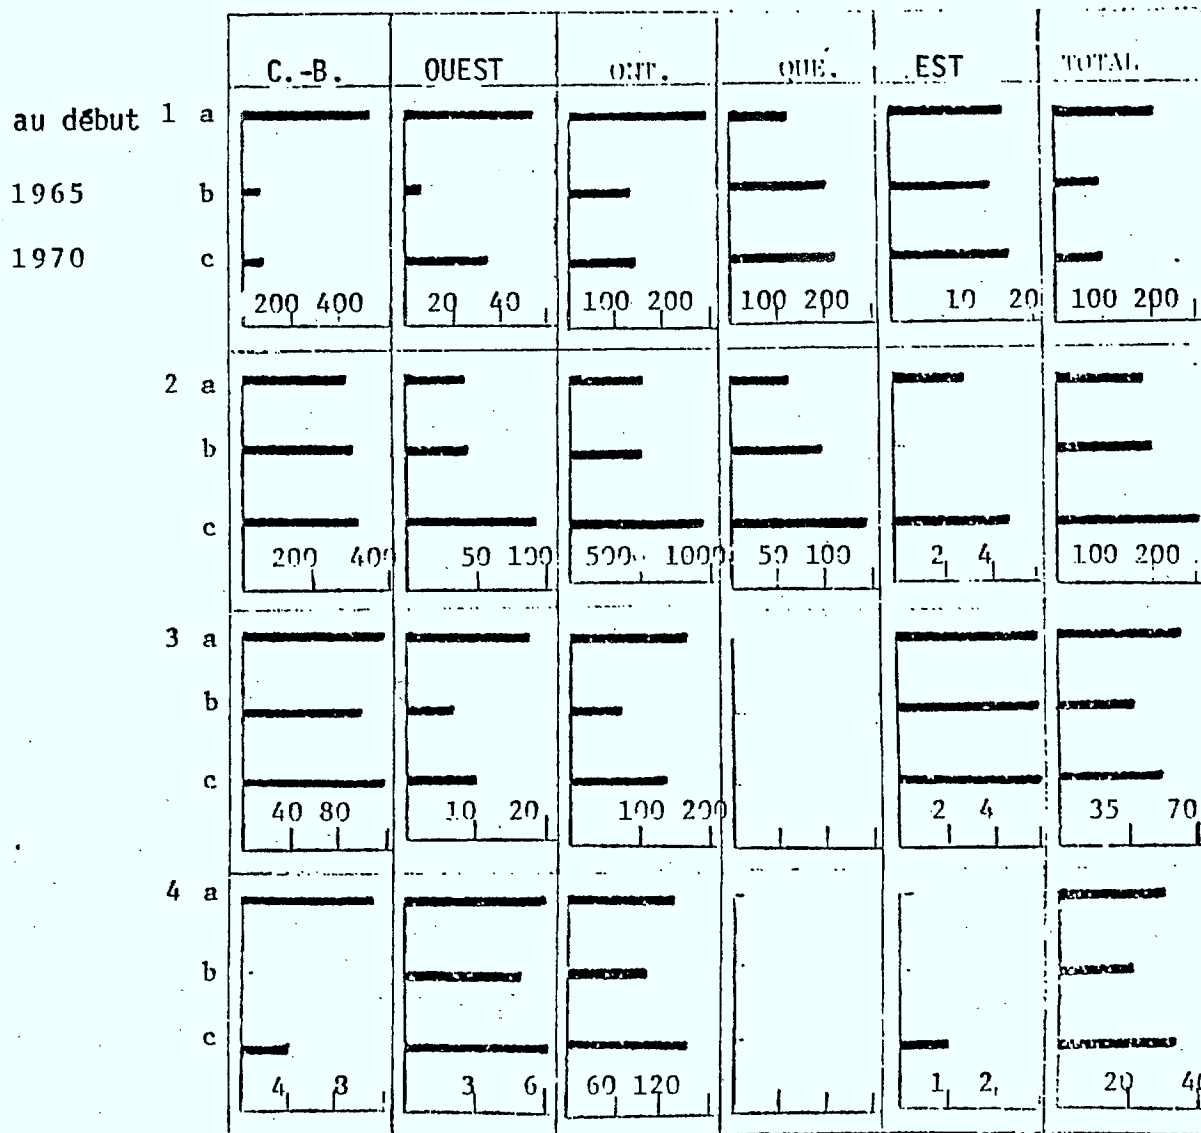 C.-B. OUEST ONT. QUÉ. EST TOTAL
au début 1 a
1965 b
1970 c
200 400 20 40 100 200 100 200 10 20 100 200
2 a
b
c
200 400 50 100 500 1000 50 100 2 4 100 200
3 a
b
c
40 80 10 20 100 200 2 4 35 70
4 a
b
c
4 8 3 6 60 120 1 2 20